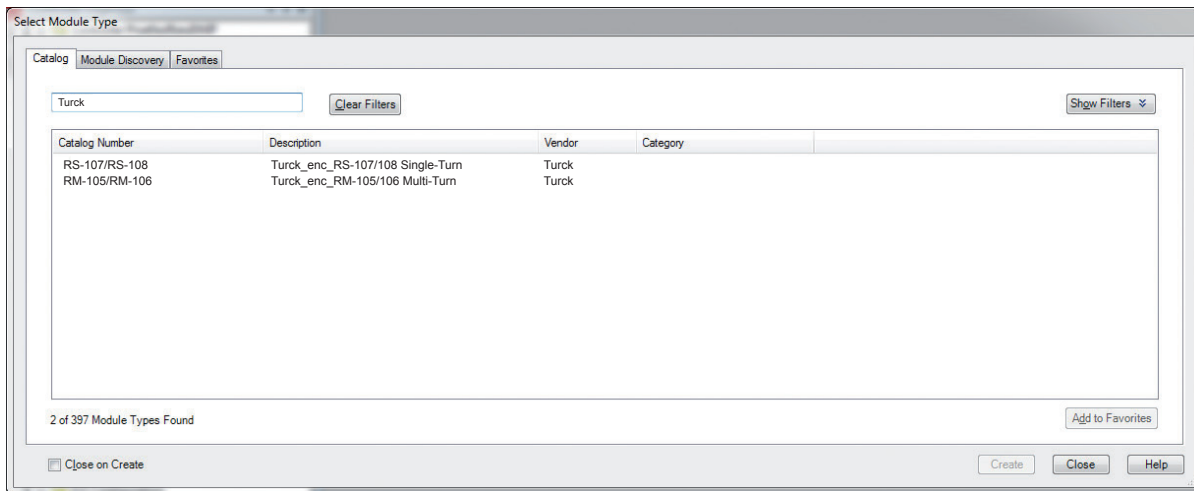 Select Module Type
Catalog Module Discovery Favorites
Turck Clear Filters Show Filters
Catalog Number Description Vendor Category
RS-107/RS-108 Turck_enc_RS-107/108 Single-Turn Turck
RM-105/RM-106 Turck_enc_RM-105/106 Multi-Turn Turck
2 of 397 Module Types Found Add to Favorites
Close on Create Create Close Help